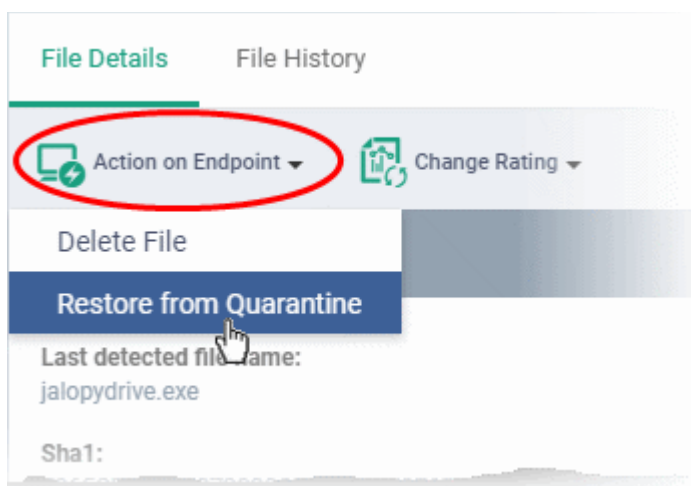 File Details File History
Action on Endpoint Change Rating
Delete File
Restore from Quarantine
Last detected file name:
jalopydrive.exe
Sha1: